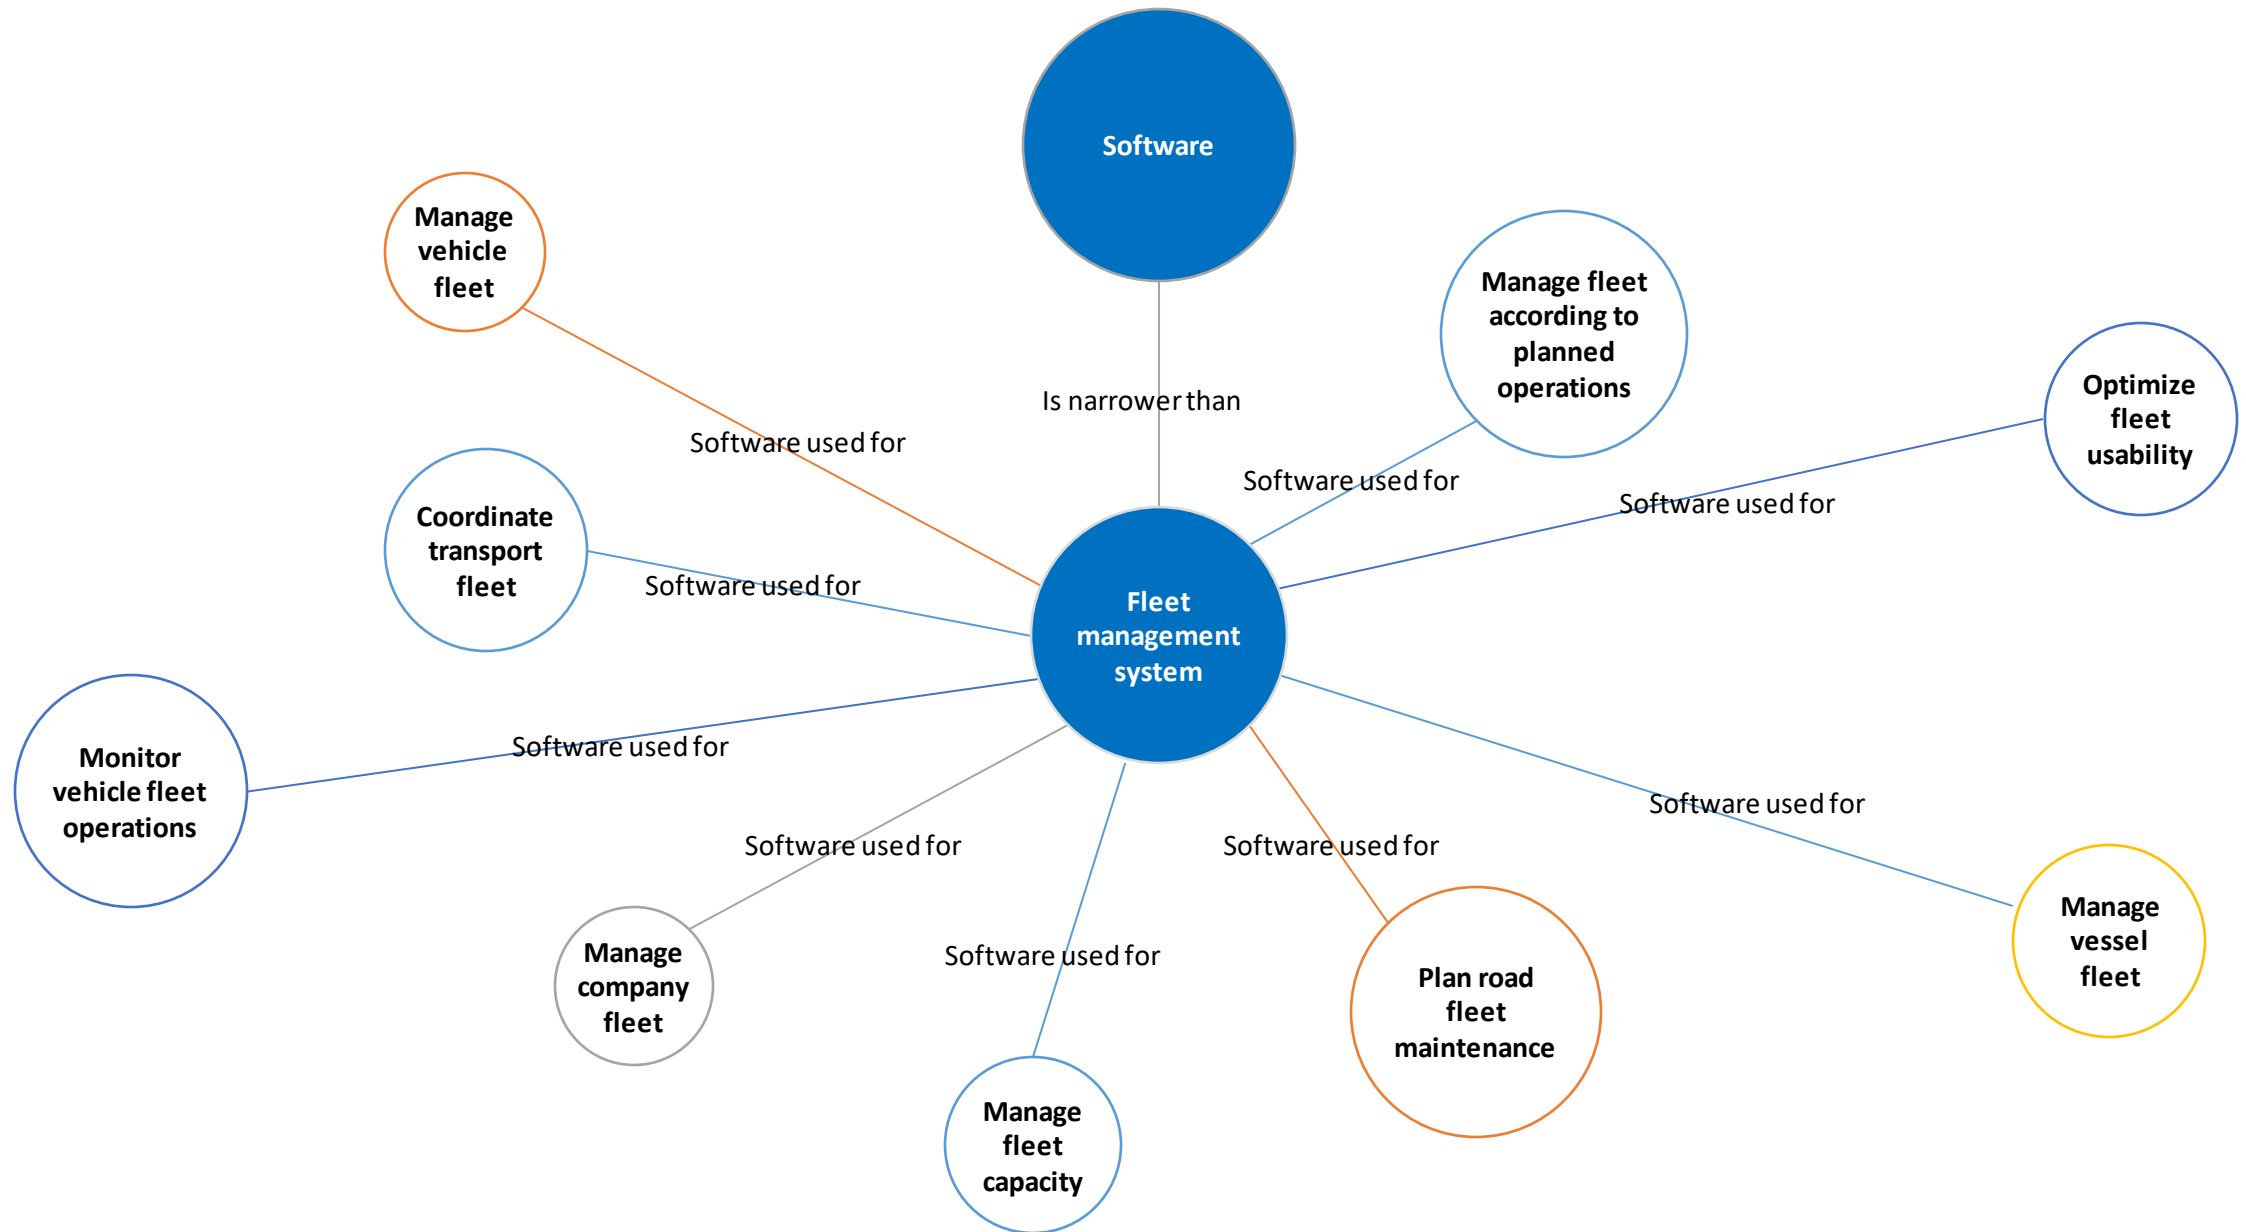 Software
Manage
vehicle
fleet
Manage fleet
according to
planned
operations
Optimize
fleet
usability
Is narrower than
Software used for
Software used for
Software used for
Coordinate
transport
fleet
Software used for
Fleet
management
system
Monitor
vehicle fleet
operations
Software used for
Software used for
Software used for
Software used for
Software used for
Manage
company
fleet
Manage
vessel
fleet
Plan road
fleet
maintenance
Manage
fleet
capacity